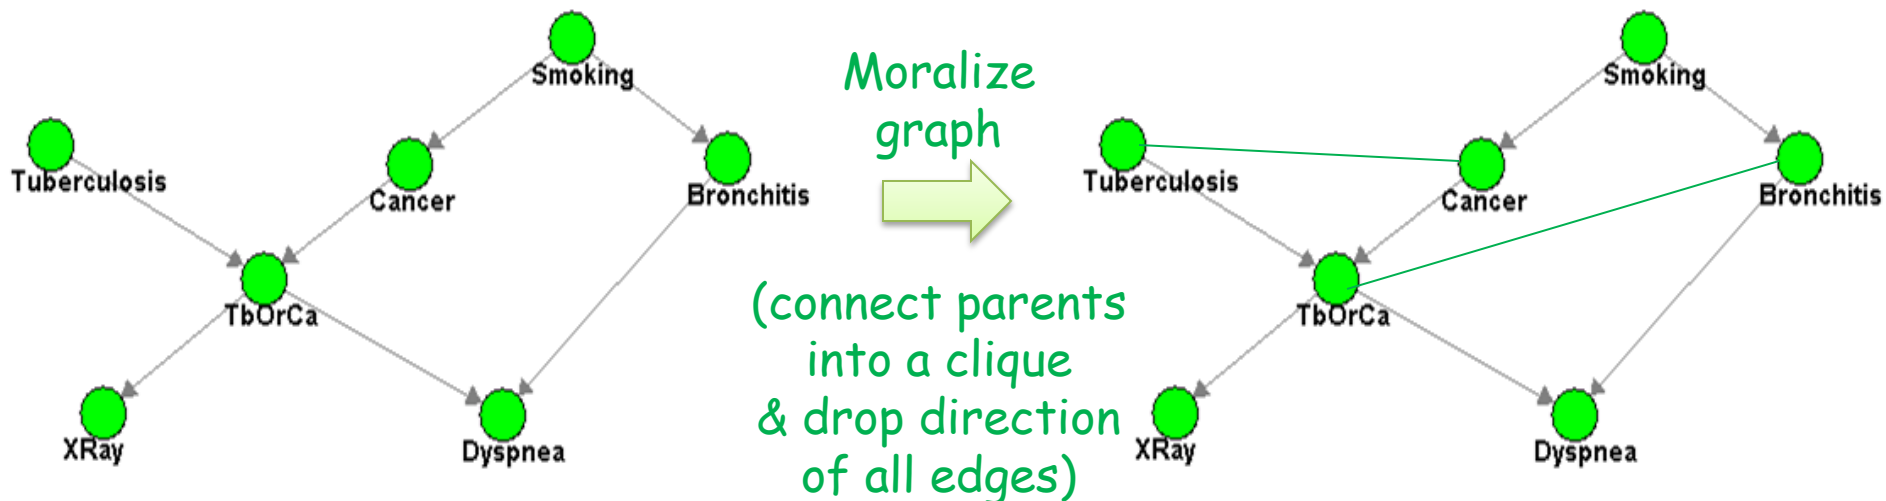 Smoking
Tuberculosis
Cancer
Bronchitis
TbOrCa
XRay
Dyspnea
Moralize
graph
(connect parents
into a clique
& drop direction
of all edges)
Smoking
Tuberculosis
Cancer
Bronchitis
TbOrCa
XRay
Dyspnea